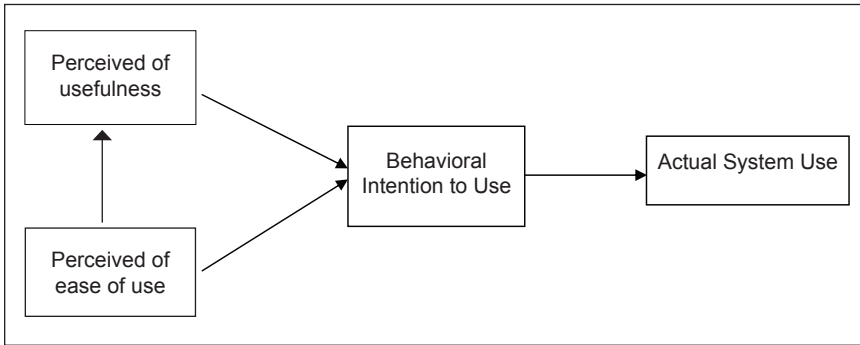 Perceived of
usefulness
Behavioral
Intention to Use
Actual System Use
Perceived of
ease of use